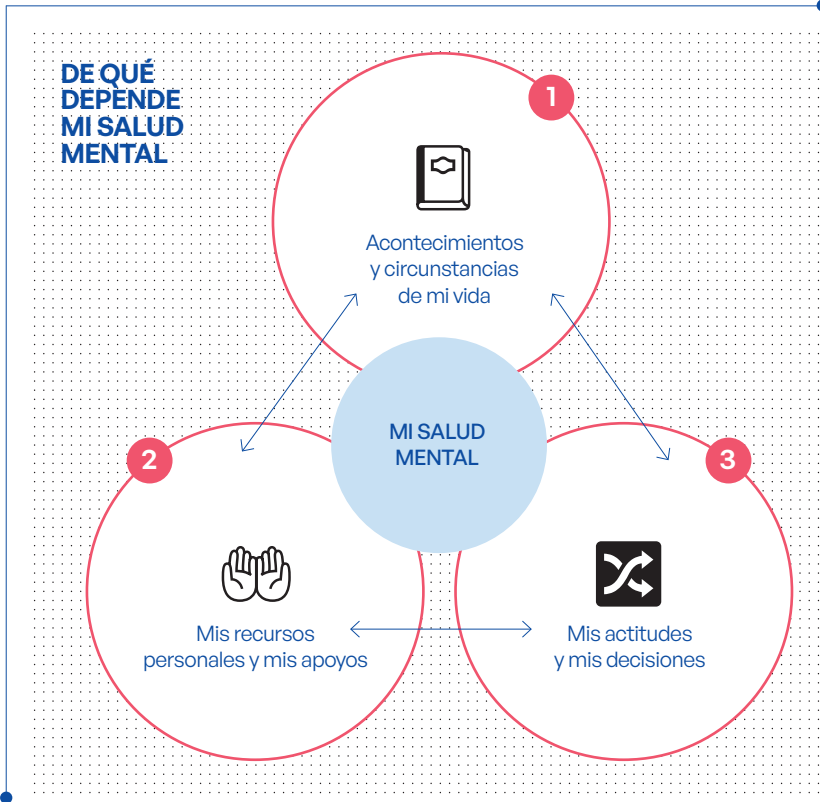 DE QUÉ
DEPENDE
MI SALUD
MENTAL
1
Acontecimientos
y circunstancias
de mi vida
MI SALUD
MENTAL
2
Mis recursos
personales y mis apoyos
3
Mis actitudes
y mis decisiones